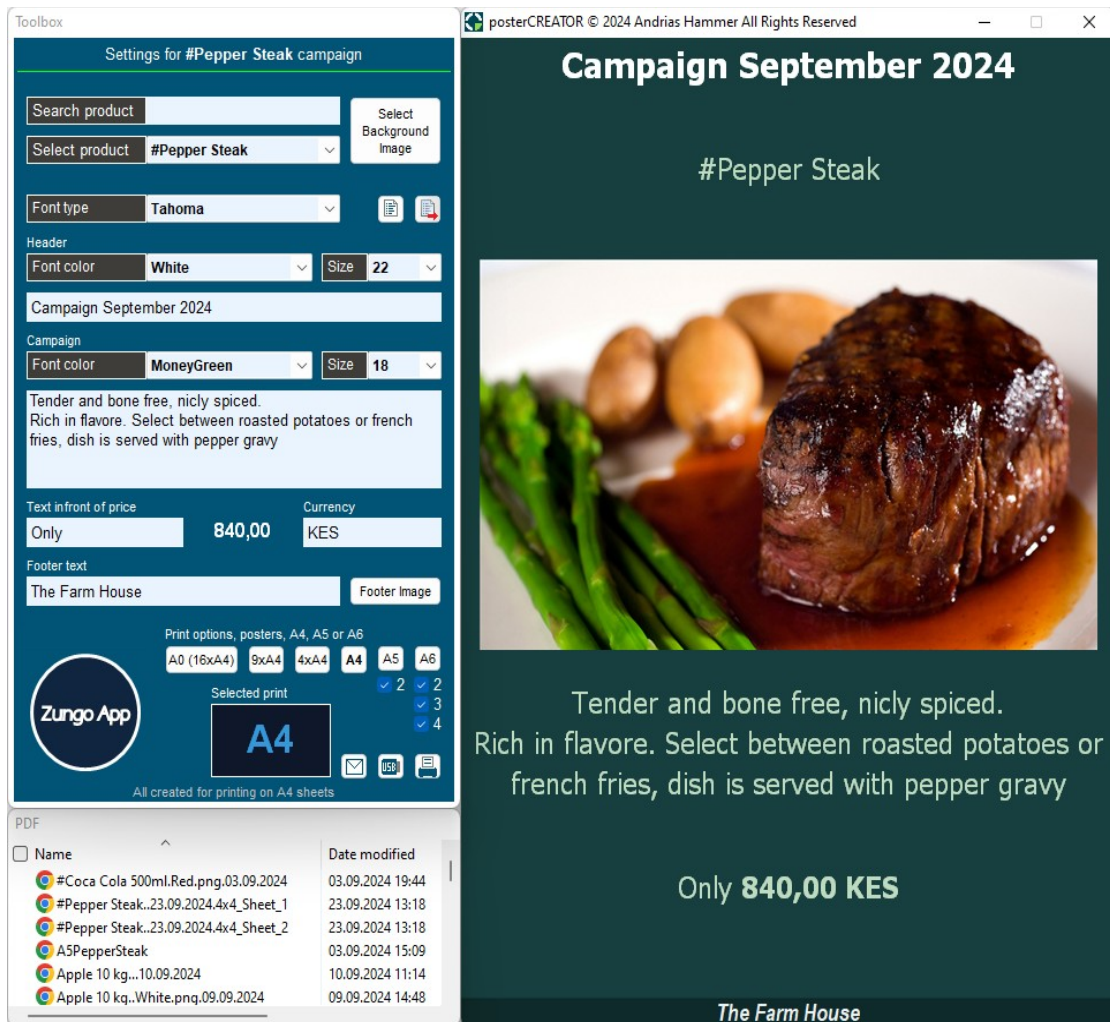 Toolbox
Settings for #Pepper Steak campaign
Search product
Select
Background
Image
Select product #Pepper Steak
Font type Tahoma
Header
Font color White Size 22
Campaign September 2024
Campaign
Font color MoneyGreen Size 18
Tender and bone free, nicly spiced.
Rich in flavore. Select between roasted potatoes or french
fries, dish is served with pepper gravy
Text infront of price Currency
Only 840,00 KES
Footer text
The Farm House Footer Image
Print options, posters, A4, A5 or A6
A0 (16xA4) 9xA4 4xA4 A4 A5 A6
2 2
3
4
Selected print
A4
Zungo App
USB
All created for printing on A4 sheets
PDF
Name Date modified
#Coca Cola 500ml.Red.png.03.09.2024 03.09.2024 19:44
#Pepper Steak..23.09.2024.4x4_Sheet_1 23.09.2024 13:18
#Pepper Steak..23.09.2024.4x4_Sheet_2 23.09.2024 13:18
A5PepperSteak 03.09.2024 15:09
Apple 10 kg...10.09.2024 10.09.2024 11:14
Apple 10 kg..White.png.09.09.2024 09.09.2024 14:48
posterCREATOR © 2024 Andrias Hammer All Rights Reserved
Campaign September 2024
#Pepper Steak
Tender and bone free, nicly spiced.
Rich in flavore. Select between roasted potatoes or
french fries, dish is served with pepper gravy
Only 840,00 KES
The Farm House